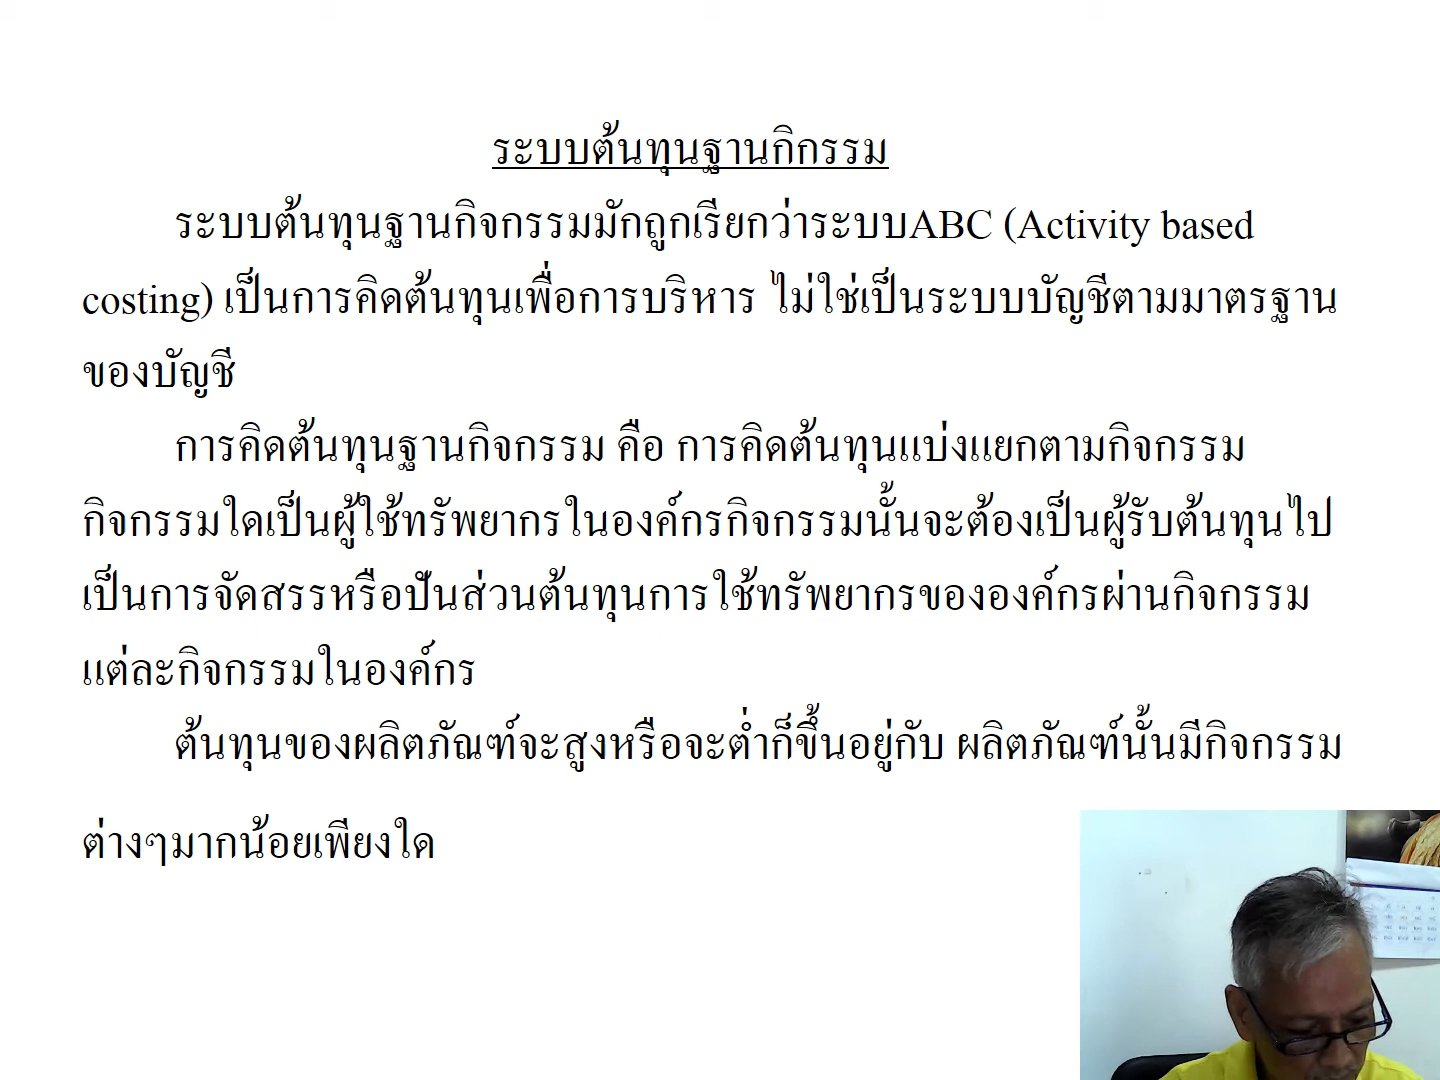 ระบบต้นทุนฐานกิกรรม
ระบบต้นทุนฐานกิจกรรมมักถูกเรียกว่าระบบABC (Activity based
costing) เป็นการคิดต้นทุนเพื่อการบริหาร ไม่ใช่เป็นระบบบัญชีตามมาตรฐาน
ของบัญชี
การคิดต้นทุนฐานกิจกรรม คือ การคิดต้นทุนแบ่งแยกตามกิจกรรม
กิจกรรมใดเป็นผู้ใช้ทรัพยากรในองค์กรกิจกรรมนั้นจะต้องเป็นผู้รับต้นทุนไป
เป็นการจัดสรรหรือปันส่วนต้นทุนการใช้ทรัพยากรขององค์กรผ่านกิจกรรม
แต่ละกิจกรรมในองค์กร
ต้นทุนของผลิตภัณฑ์จะสูงหรือจะต่ำก็ขึ้นอยู่กับ ผลิตภัณฑ์นั้นมีกิจกรรม
ต่างๆมากน้อยเพียงใด